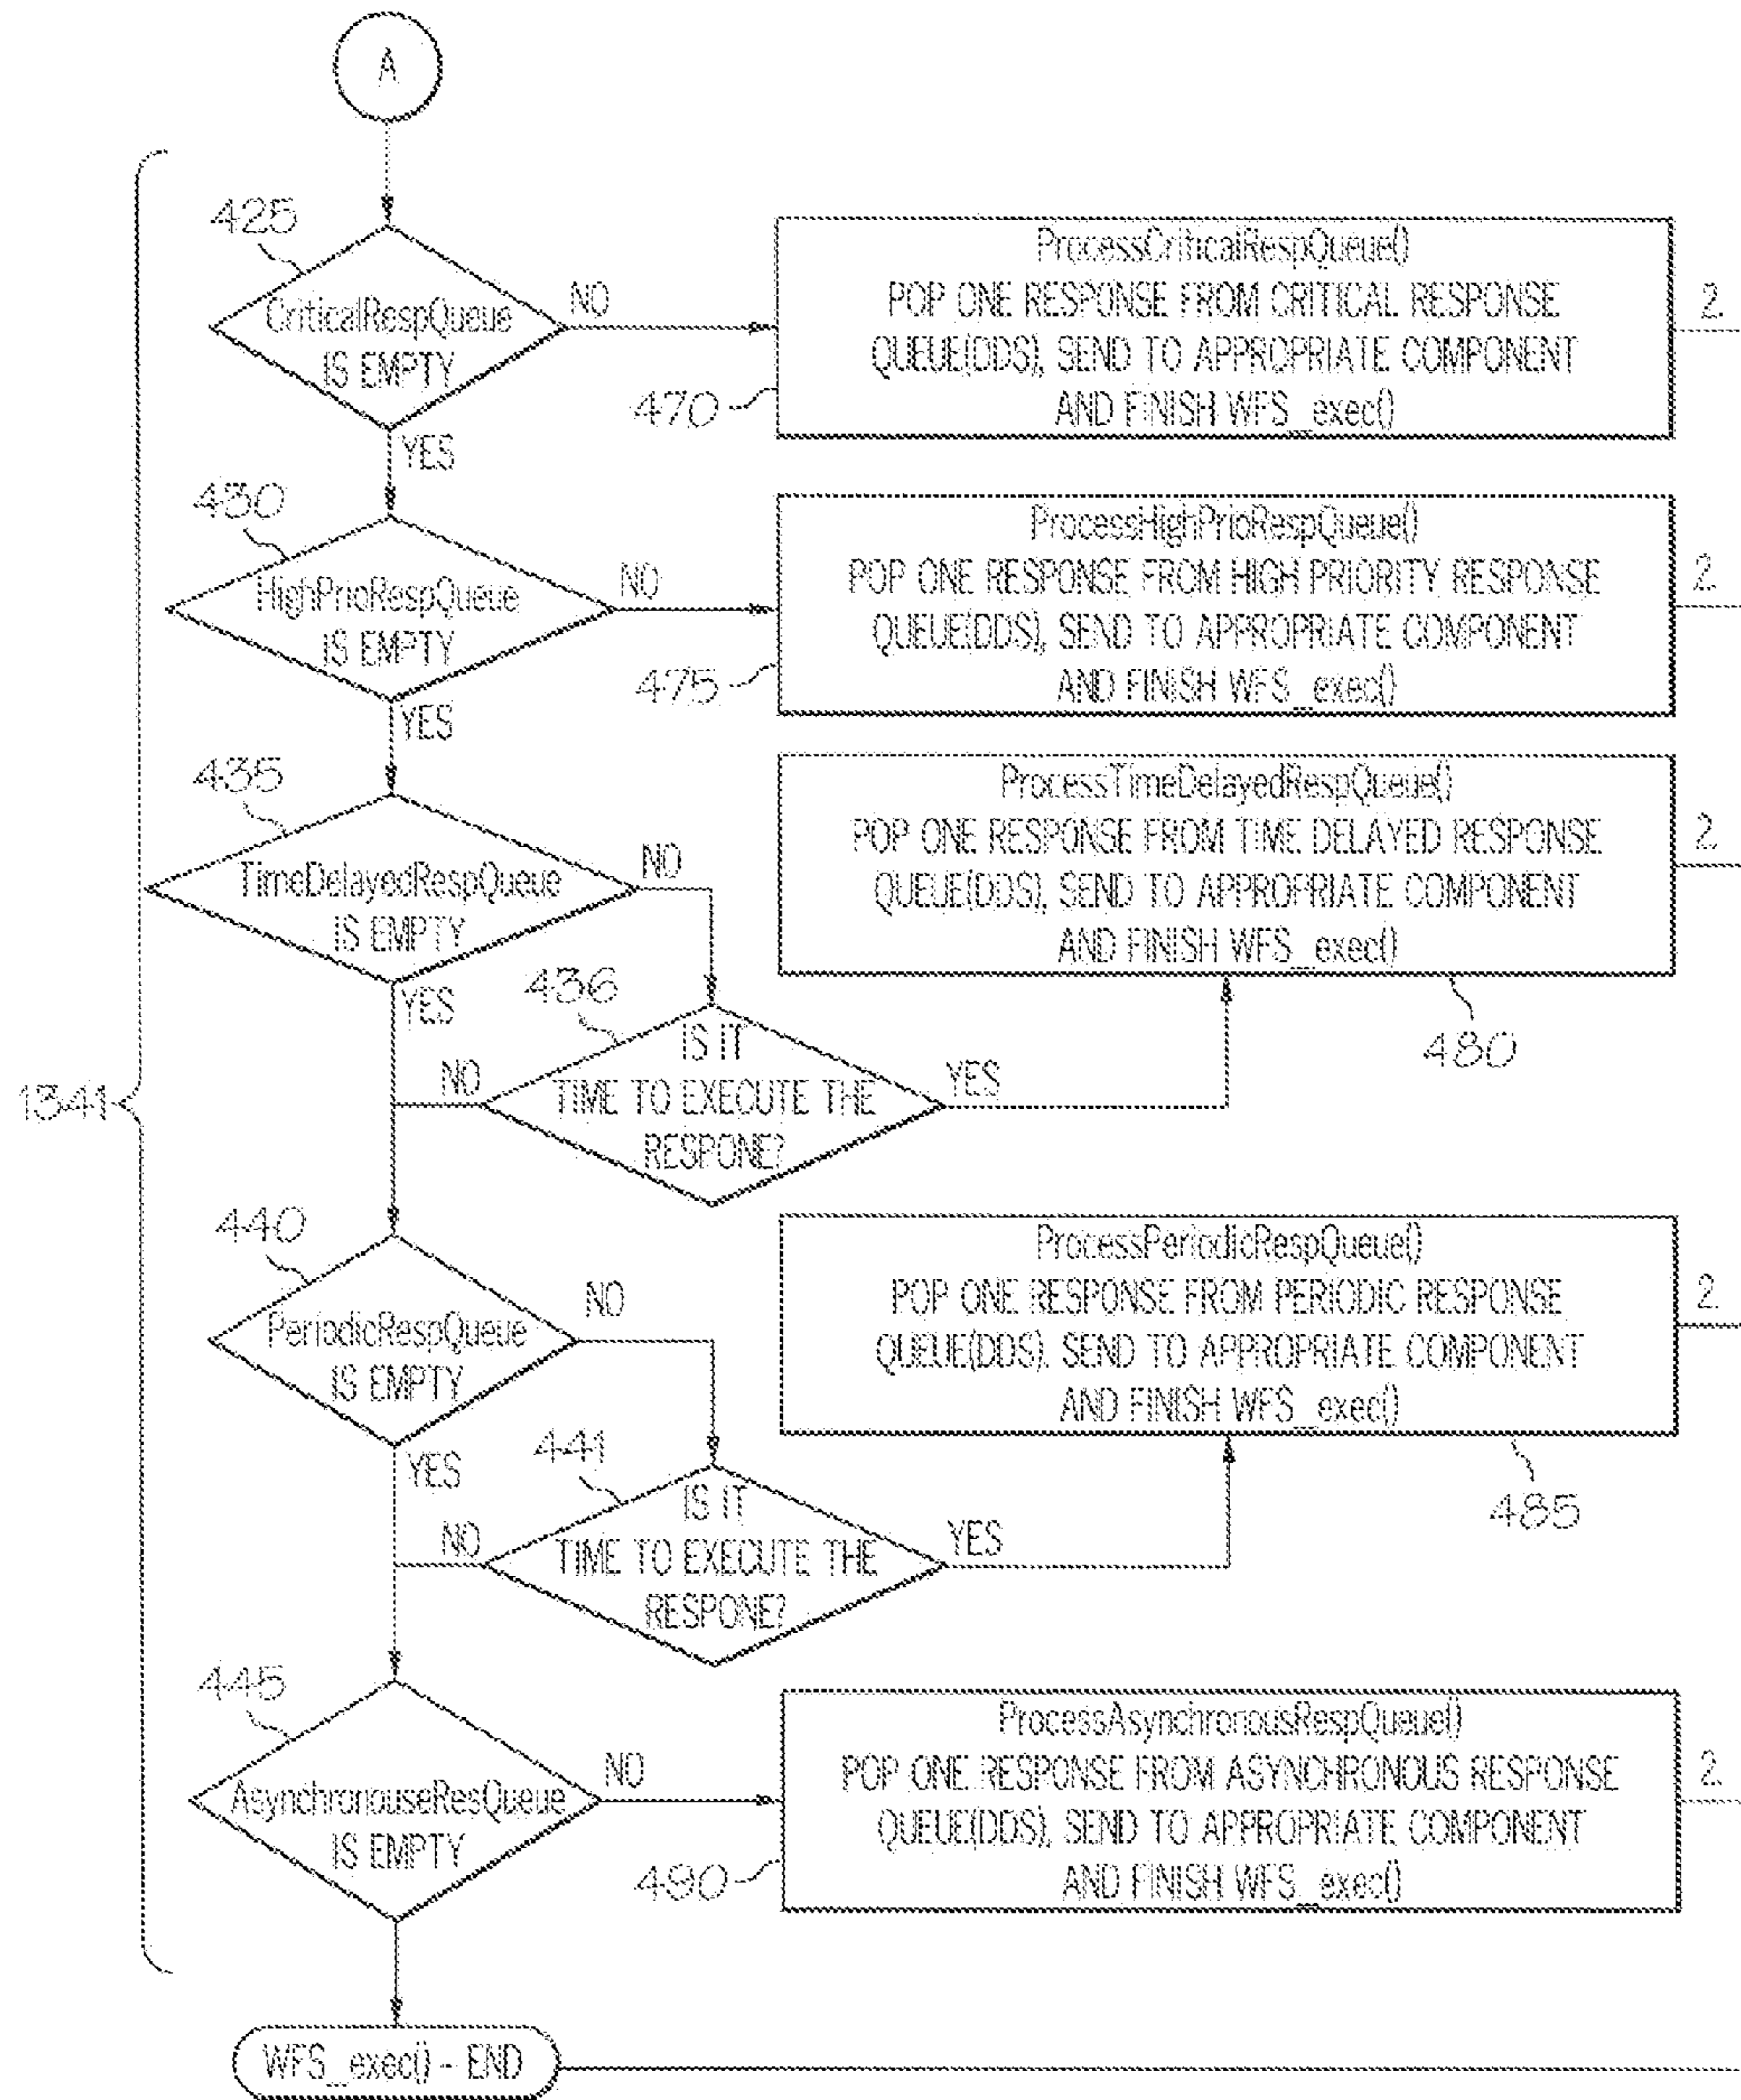 A
425
CriticalRespQueue
IS EMPTY
NO
YES
ProcessCriticalRespQueue()
POP ONE RESPONSE FROM CRITICAL RESPONSE
QUEUE(DDS), SEND TO APPROPRIATE COMPONENT
AND FINISH WFS_exec()
470
2.
430
HighPrioRespQueue
IS EMPTY
NO
YES
ProcessHighPrioRespQueue()
POP ONE RESPONSE FROM HIGH PRIORITY RESPONSE
QUEUE(DDS), SEND TO APPROPRIATE COMPONENT
AND FINISH WFS_exec()
475
2.
435
TimeDelayedRespQueue
IS EMPTY
NO
YES
ProcessTimeDelayedRespQueue()
POP ONE RESPONSE FROM TIME DELAYED RESPONSE
QUEUE(DDS), SEND TO APPROPRIATE COMPONENT
AND FINISH WFS_exec()
480
2.
436
IS IT
TIME TO EXECUTE THE
RESPONE?
NO
YES
1341
440
PeriodicRespQueue
IS EMPTY
NO
YES
ProcessPeriodicRespQueue()
POP ONE RESPONSE FROM PERIODIC RESPONSE
QUEUE(DDS), SEND TO APPROPRIATE COMPONENT
AND FINISH WFS_exec()
485
2.
441
IS IT
TIME TO EXECUTE THE
RESPONE?
NO
YES
445
AsynchronouseResQueue
IS EMPTY
NO
ProcessAsynchronousRespQueue()
POP ONE RESPONSE FROM ASYNCHRONOUS RESPONSE
QUEUE(DDS), SEND TO APPROPRIATE COMPONENT
AND FINISH WFS_exec()
490
2.
WFS_exec() - END